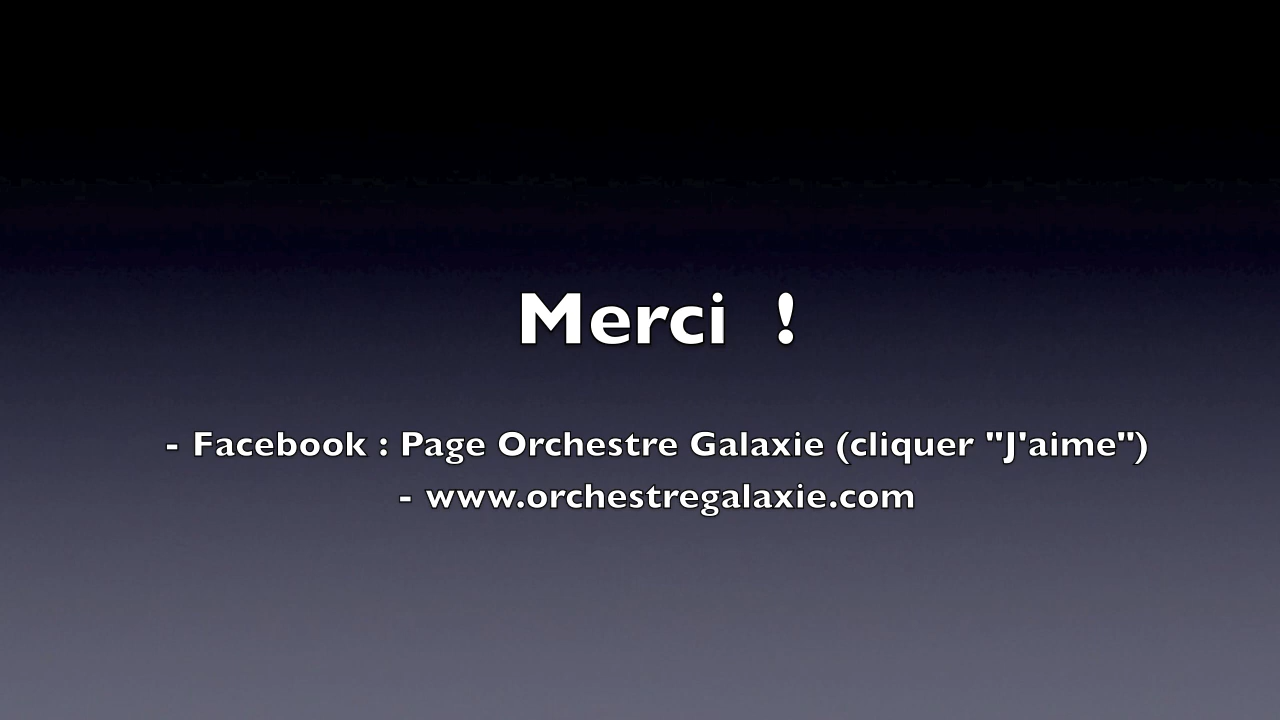 Merci !
- Facebook : Page Orchestre Galaxie (cliquer "J'aime")
- www.orchestregalaxie.com